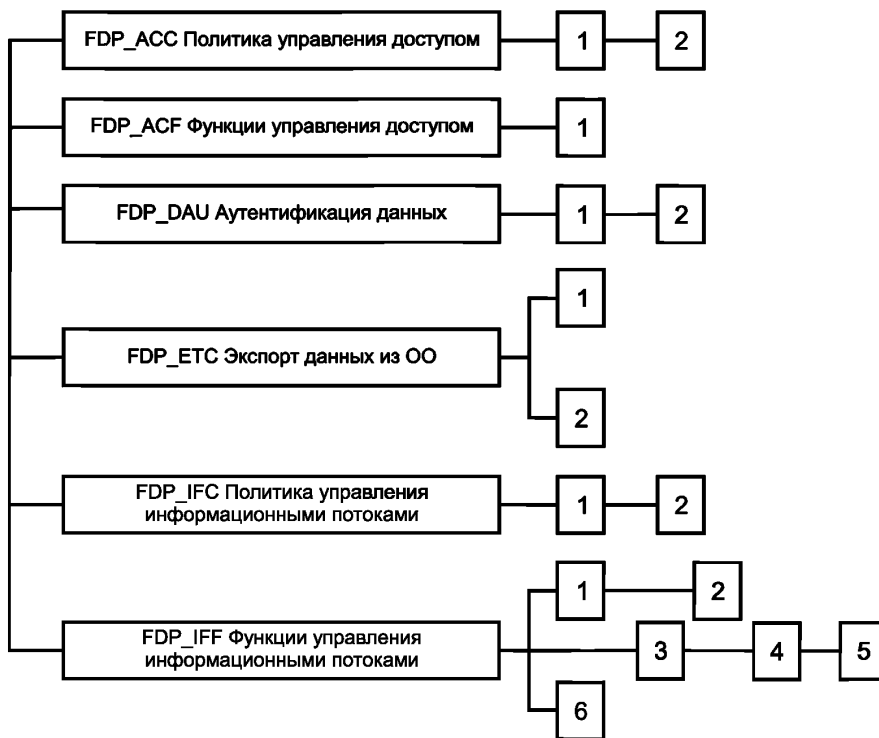 FDP_ACC Политика управления доступом 1 2
FDP_ACF Функции управления доступом 1
FDP_DAU Аутентификация данных 1 2
1
FDP_ETC Экспорт данных из ОО
2
FDP_IFC Политика управления
информационными потоками
1 2
1 2
FDP_IFF Функции управления
информационными потоками
3 4 5
6